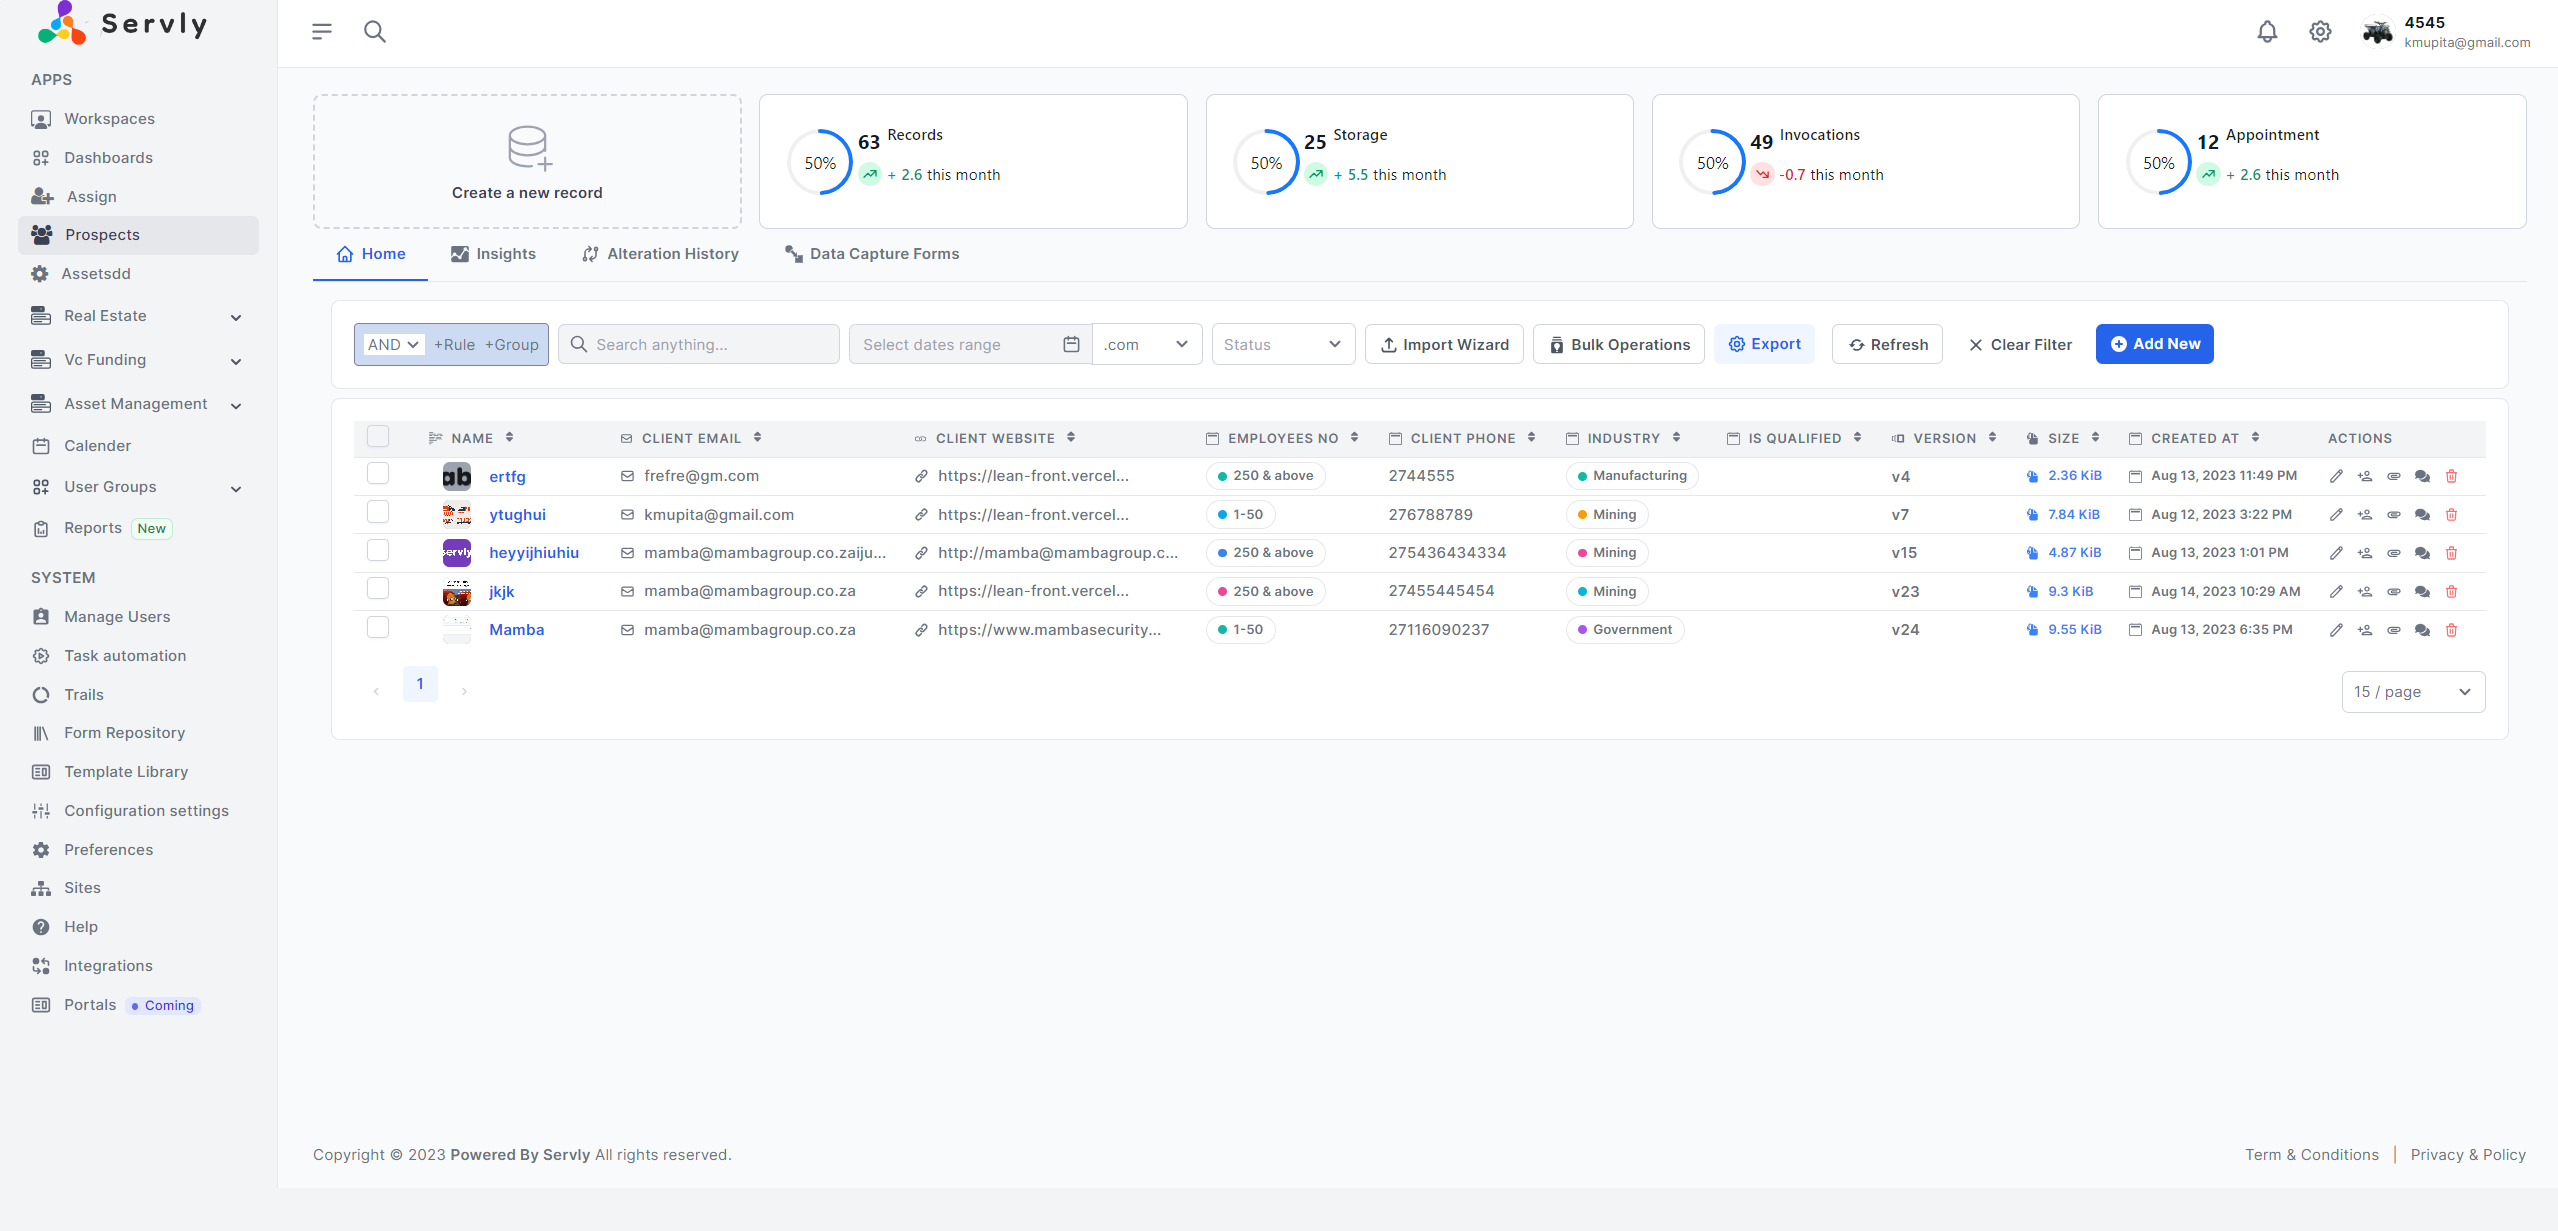 Servly
4545
kmupita@gmail.com
APPS
Workspaces
Dashboards
Assign
Prospects
Assetsdd
Real Estate
Vc Funding
Asset Management
Calender
User Groups
Reports New
SYSTEM
Manage Users
Task automation
Trails
Form Repository
Template Library
Configuration settings
Preferences
Sites
Help
Integrations
Portals Coming
Create a new record
50% 63 Records
+ 2.6 this month
50% 25 Storage
+ 5.5 this month
50% 49 Invocations
-0.7 this month
50% 12 Appointment
+ 2.6 this month
Home Insights Alteration History Data Capture Forms
AND +Rule +Group Search anything... Select dates range .com Status Import Wizard Bulk Operations Export Refresh Clear Filter Add New
NAME CLIENT EMAIL CLIENT WEBSITE EMPLOYEES NO CLIENT PHONE INDUSTRY IS QUALIFIED VERSION SIZE CREATED AT ACTIONS
ab ertfg frefre@gm.com https://lean-front.vercel... 250 & above 2744555 Manufacturing v4 2.36 KiB Aug 13, 2023 11:49 PM
ytughui kmupita@gmail.com https://lean-front.vercel... 1-50 276788789 Mining v7 7.84 KiB Aug 12, 2023 3:22 PM
servly heyyijhiuhiu mamba@mambagroup.co.zaiju... http://mamba@mambagroup.c... 250 & above 275436434334 Mining v15 4.87 KiB Aug 13, 2023 1:01 PM
jkjk mamba@mambagroup.co.za https://lean-front.vercel... 250 & above 27455445454 Mining v23 9.3 KiB Aug 14, 2023 10:29 AM
Mamba mamba@mambagroup.co.za https://www.mambasecurity... 1-50 27116090237 Government v24 9.55 KiB Aug 13, 2023 6:35 PM
1
15 / page
Copyright © 2023 Powered By Servly All rights reserved.
Term & Conditions | Privacy & Policy